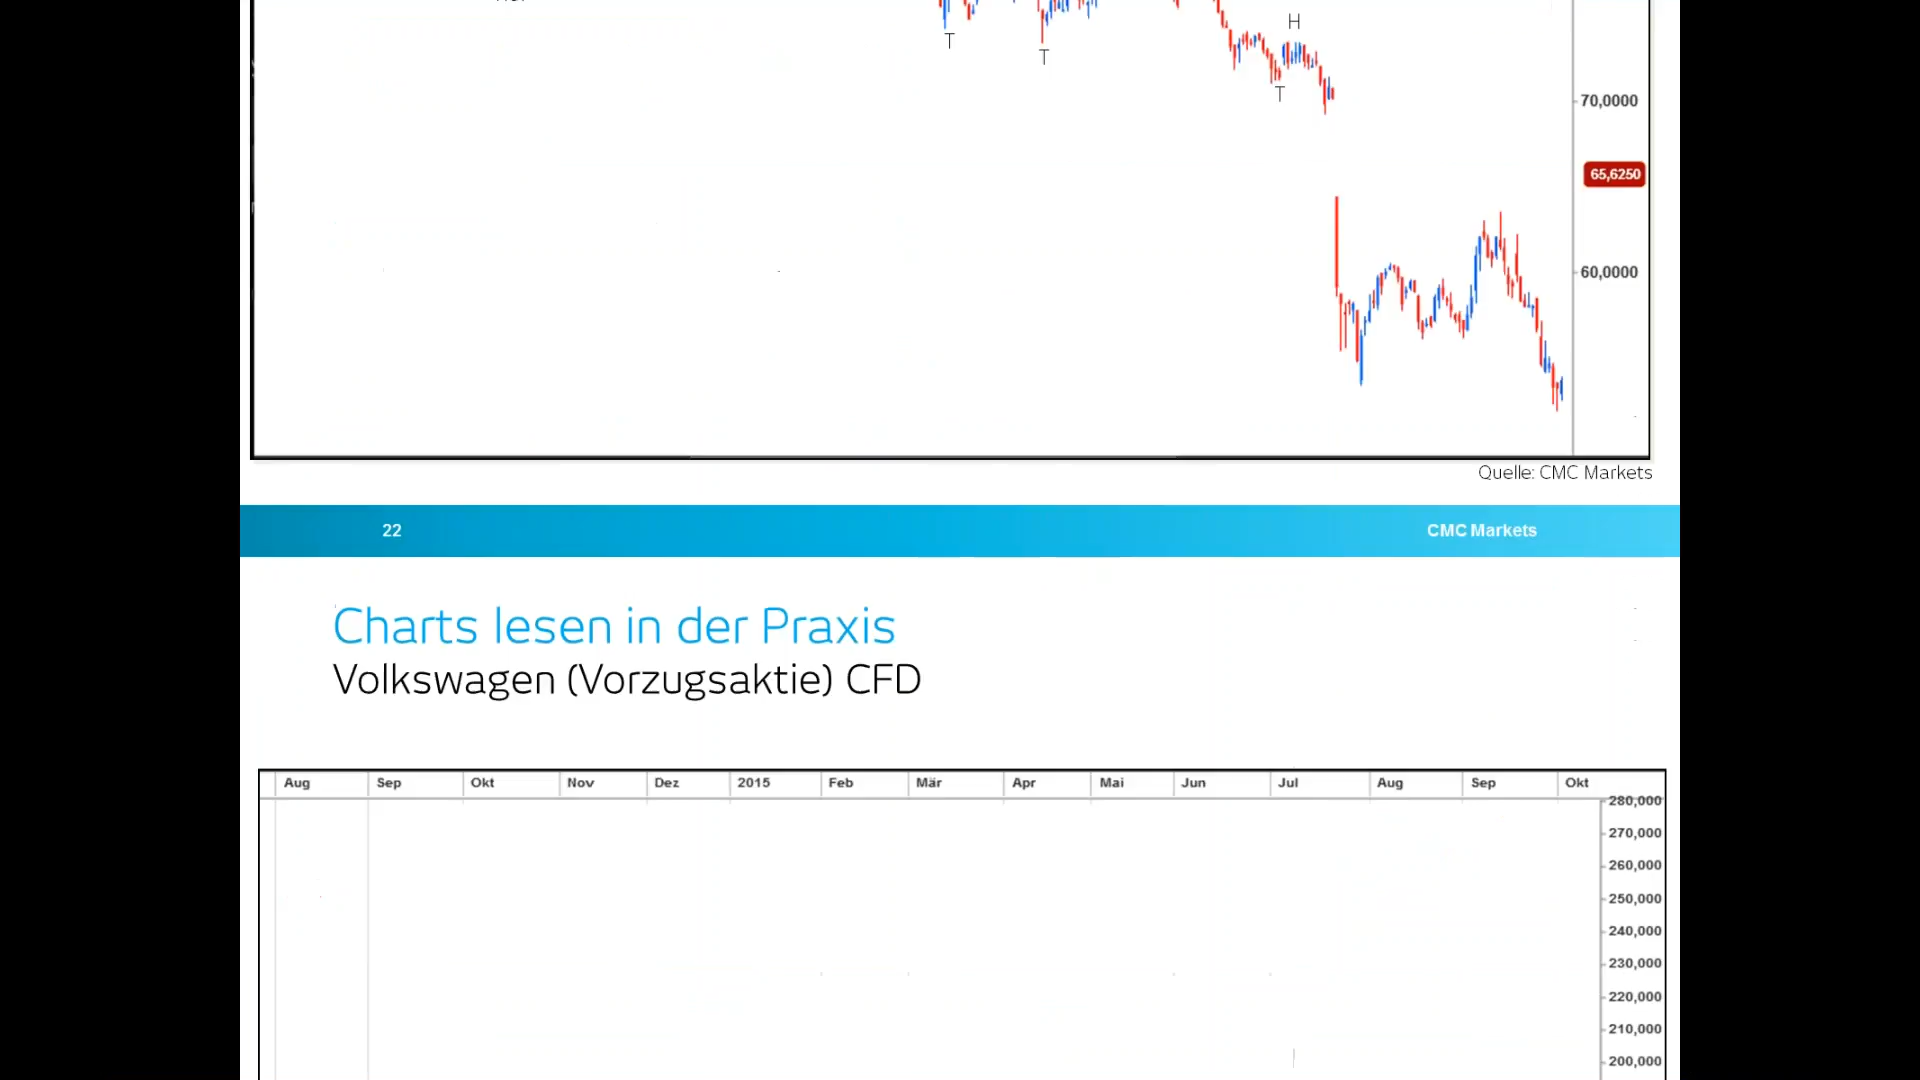 H
T
T
T
70,0000
65,6250
60,0000
Quelle: CMC Markets
22
CMC Markets
Charts lesen in der Praxis
Volkswagen (Vorzugsaktie) CFD
Aug Sep Okt Nov Dez 2015 Feb Mär Apr Mai Jun Jul Aug Sep Okt
280,000
270,000
260,000
250,000
240,000
230,000
220,000
210,000
200,000